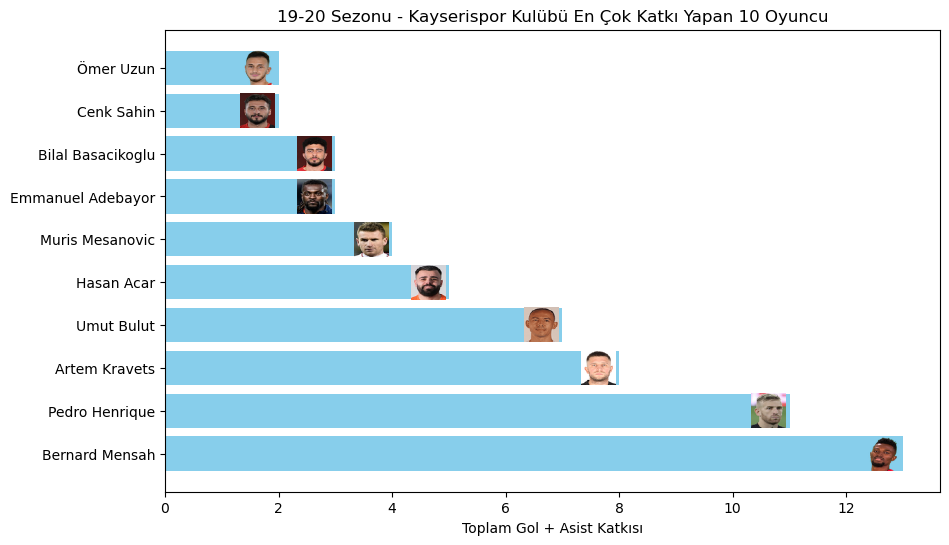 19-20 Sezonu - Kayserispor Kulübü En Çok Katkı Yapan 10 Oyuncu
Ömer Uzun
Cenk Sahin
Bilal Basacikoglu
Emmanuel Adebayor
Muris Mesanovic
Hasan Acar
Umut Bulut
Artem Kravets
Pedro Henrique
Bernard Mensah
0 2 4 6 8 10 12
Toplam Gol + Asist Katkısı